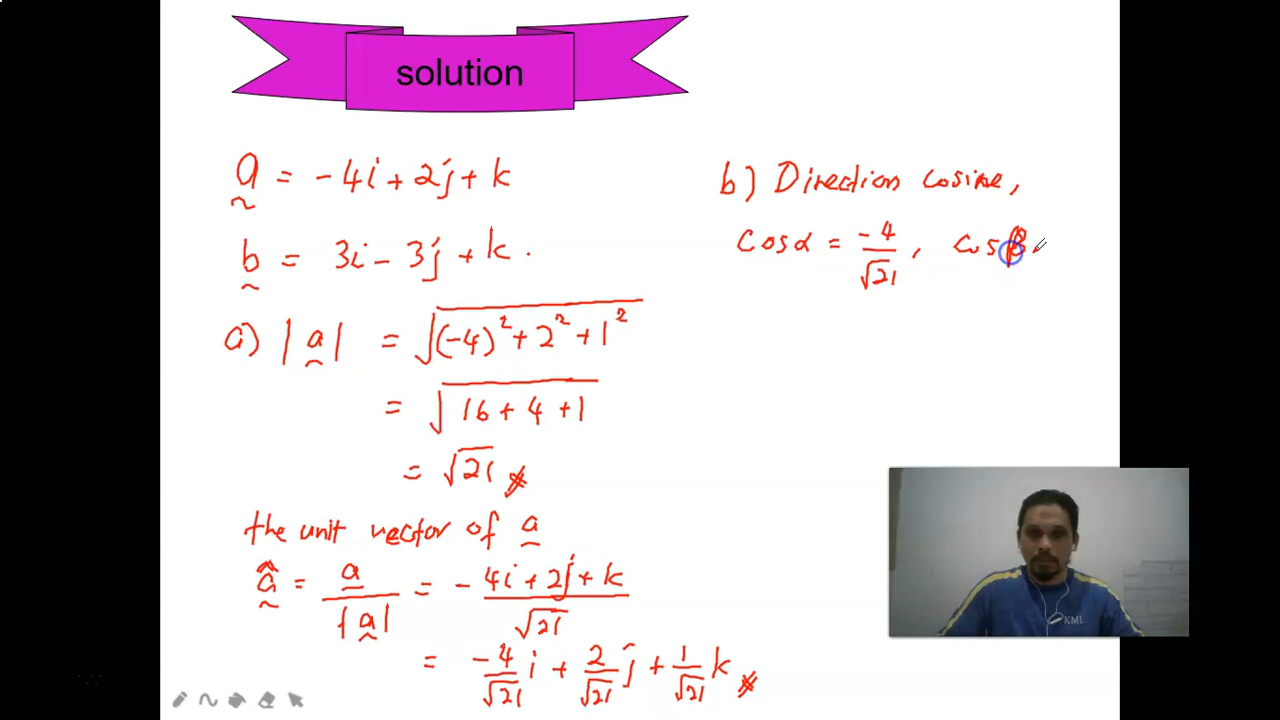 solution
a = -4i + 2j + k
b = 3i - 3j + k .
a) |a| = √((-4)² + 2² + 1²)
= √(16 + 4 + 1)
= √21
the unit vector of a
â = a/|a| = -4i + 2j + k / √21
= -4/√21 i + 2/√21 j + 1/√21 k
b) Direction cosine,
cos α = -4/√21 , cos β
KML